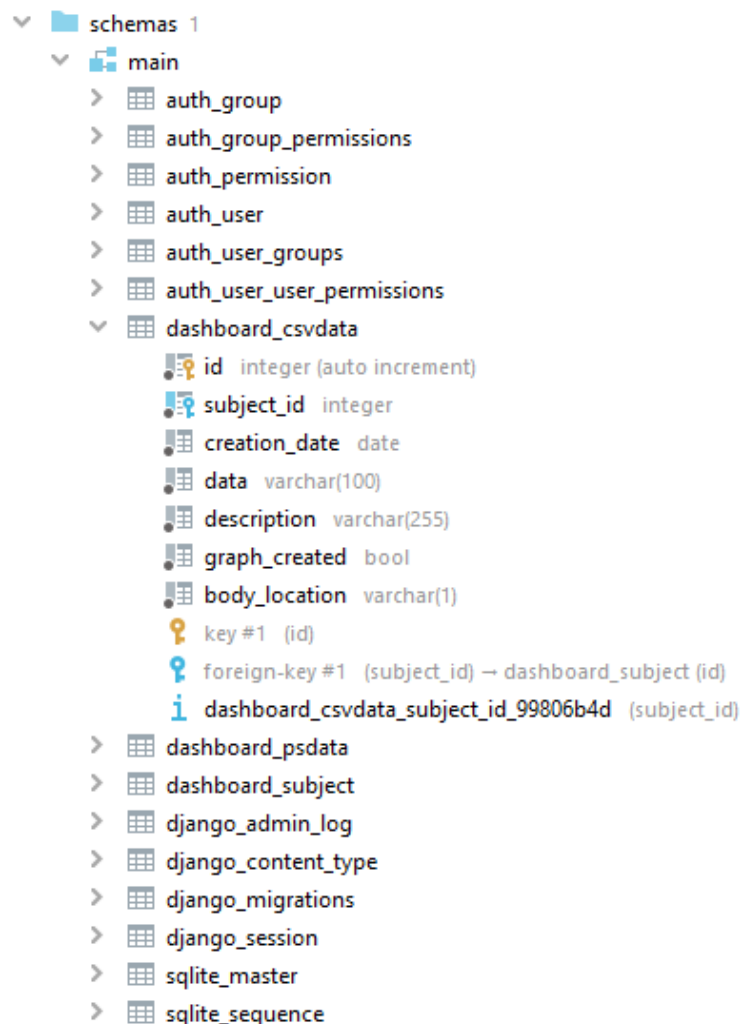 schemas 1
main
auth_group
auth_group_permissions
auth_permission
auth_user
auth_user_groups
auth_user_user_permissions
dashboard_csvdata
id integer (auto increment)
subject_id integer
creation_date date
data varchar(100)
description varchar(255)
graph_created bool
body_location varchar(1)
key #1 (id)
foreign-key #1 (subject_id) → dashboard_subject (id)
dashboard_csvdata_subject_id_99806b4d (subject_id)
dashboard_psdata
dashboard_subject
django_admin_log
django_content_type
django_migrations
django_session
sqlite_master
sqlite_sequence